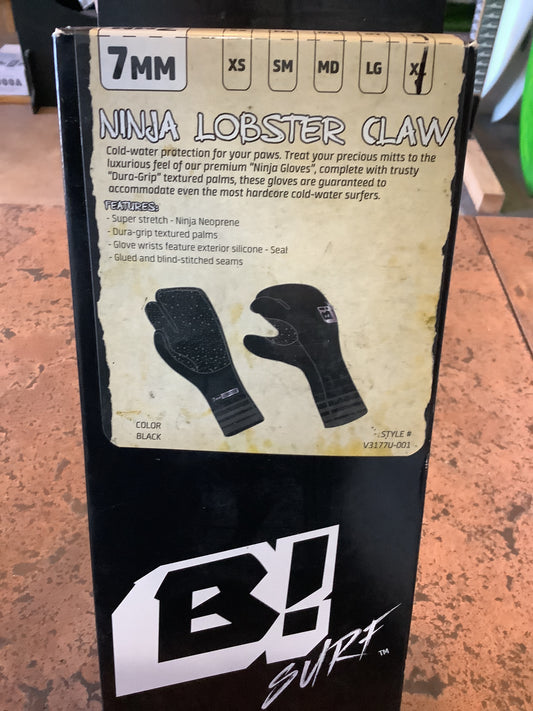 7MM XS SM MD LG XL
NINJA LOBSTER CLAW
Cold-water protection for your paws. Treat your precious mitts to the
luxurious feel of our premium "Ninja Gloves", complete with trusty
"Dura-Grip" textured palms, these gloves are guaranteed to
accommodate even the most hardcore cold-water surfers.
FEATURES:
- Super stretch - Ninja Neoprene
- Dura-grip textured palms
- Glove wrists feature exterior silicone - Seal
- Glued and blind-stitched seams
COLOR
BLACK
STYLE #
V3177U-001
B!
SURF TM